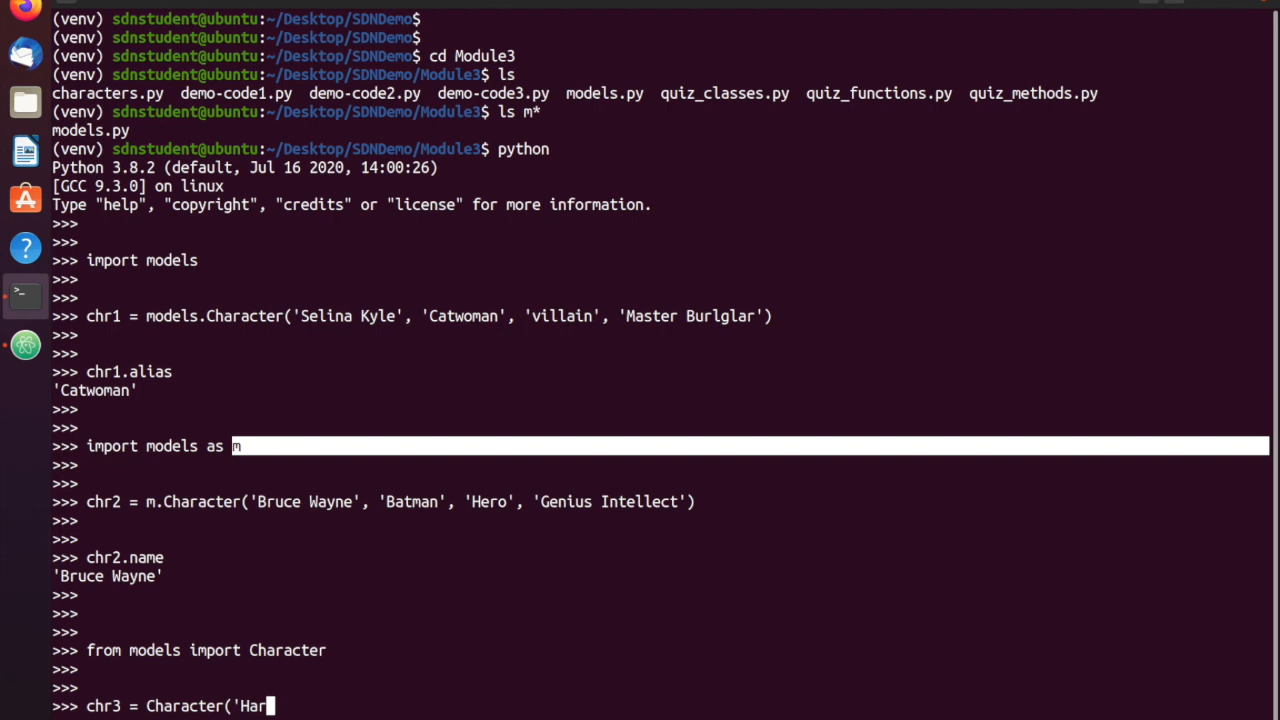 (venv) sdnstudent@ubuntu:~/Desktop/SDNDemo$
(venv) sdnstudent@ubuntu:~/Desktop/SDNDemo$
(venv) sdnstudent@ubuntu:~/Desktop/SDNDemo$ cd Module3
(venv) sdnstudent@ubuntu:~/Desktop/SDNDemo/Module3$ ls
characters.py demo-code1.py demo-code2.py demo-code3.py models.py quiz_classes.py quiz_functions.py quiz_methods.py
(venv) sdnstudent@ubuntu:~/Desktop/SDNDemo/Module3$ ls m*
models.py
(venv) sdnstudent@ubuntu:~/Desktop/SDNDemo/Module3$ python
Python 3.8.2 (default, Jul 16 2020, 14:00:26)
[GCC 9.3.0] on linux
Type "help", "copyright", "credits" or "license" for more information.
>>>
>>>
>>> import models
>>>
>>>
>>> chr1 = models.Character('Selina Kyle', 'Catwoman', 'villain', 'Master Burlglar')
>>>
>>>
>>> chr1.alias
'Catwoman'
>>>
>>>
>>> import models as m
>>>
>>>
>>> chr2 = m.Character('Bruce Wayne', 'Batman', 'Hero', 'Genius Intellect')
>>>
>>>
>>> chr2.name
'Bruce Wayne'
>>>
>>>
>>>
>>> from models import Character
>>>
>>>
>>> chr3 = Character('Har